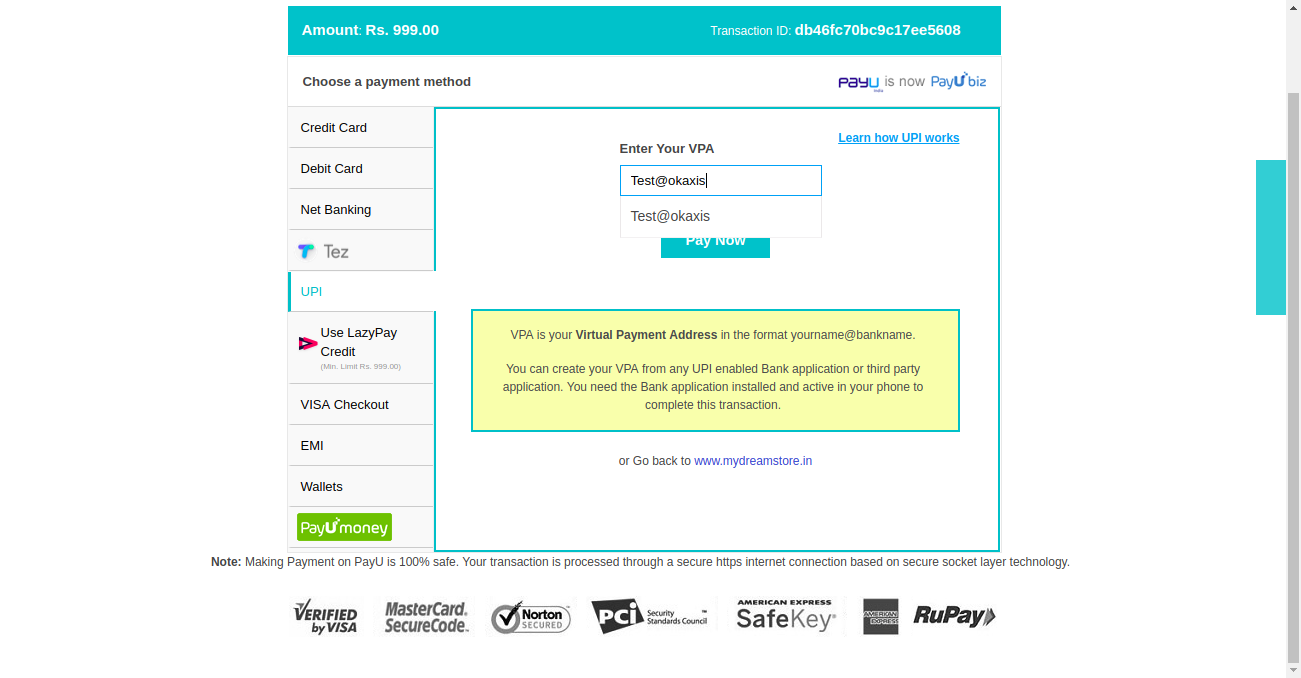 Amount: Rs. 999.00
Transaction ID: db46fc70bc9c17ee5608
Choose a payment method
PayU is now PayU biz
Credit Card
Debit Card
Net Banking
Tez
UPI
Use LazyPay
Credit
(Min. Limit Rs. 999.00)
VISA Checkout
EMI
Wallets
PayU money
Learn how UPI works
Enter Your VPA
Test@okaxis
Test@okaxis
Pay Now
VPA is your Virtual Payment Address in the format yourname@bankname.
You can create your VPA from any UPI enabled Bank application or third party
application. You need the Bank application installed and active in your phone to
complete this transaction.
or Go back to www.mydreamstore.in
Note: Making Payment on PayU is 100% safe. Your transaction is processed through a secure https internet connection based on secure socket layer technology.
VERIFIED
by VISA
MasterCard.
SecureCode.
Norton
SECURED
PCI
Security
Standards Council
AMERICAN EXPRESS
SafeKey
AMERICAN
EXPRESS
RuPay